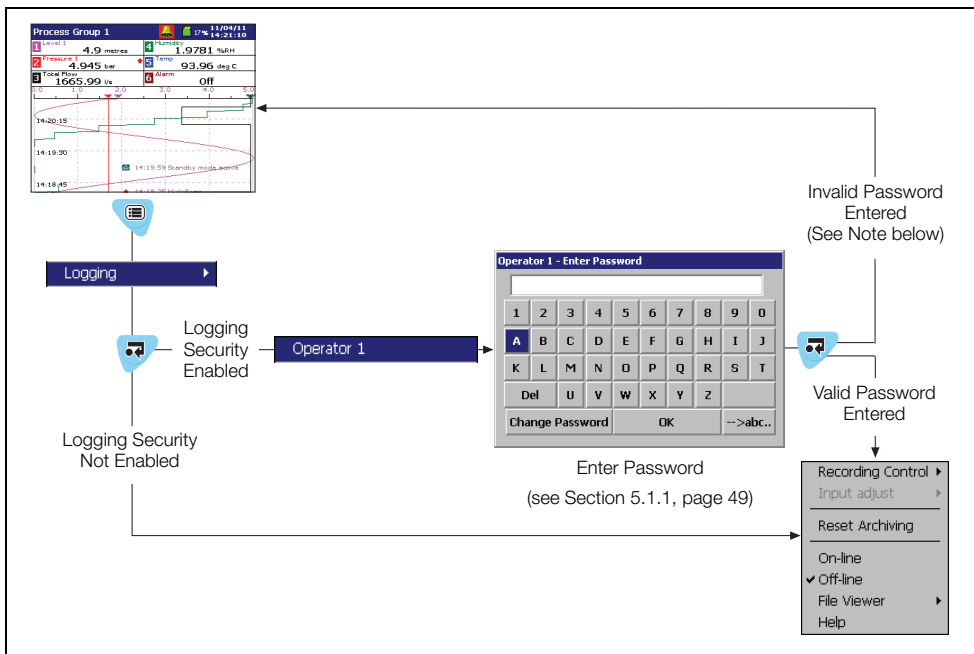 Process Group 1
17% 11/04/11 14:21:10
1 Level 1 4.9 metres
4 Humidity 1.9781 %RH
2 Pressure 1 4.945 bar
5 Temp 93.96 deg C
3 Total Flow 1665.99 l/s
6 Alarm Off
0.0 1.0 2.0 3.0 4.0 5.0
14:20:15
14:19:30
14:19:59 Standby mode active
14:18:45
Logging
Logging
Security
Enabled
Operator 1
Logging Security
Not Enabled
Operator 1 - Enter Password
1 2 3 4 5 6 7 8 9 0
A B C D E F G H I J
K L M N O P Q R S T
Del U V W X Y Z
Change Password OK -->abc..
Enter Password
(see Section 5.1.1, page 49)
Invalid Password
Entered
(See Note below)
Valid Password
Entered
Recording Control
Input adjust
Reset Archiving
On-line
Off-line
File Viewer
Help